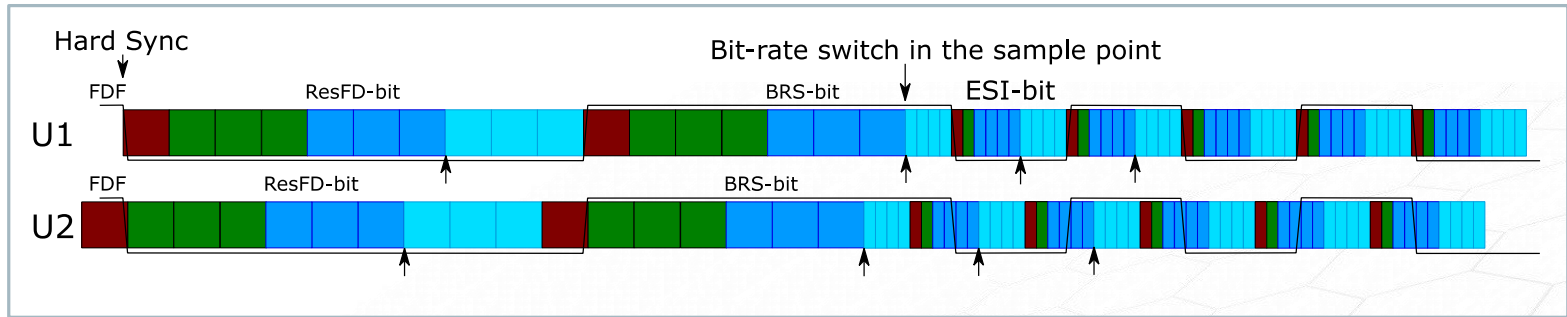 Hard Sync
Bit-rate switch in the sample point
FDF ResFD-bit BRS-bit ESI-bit
U1
FDF ResFD-bit BRS-bit
U2